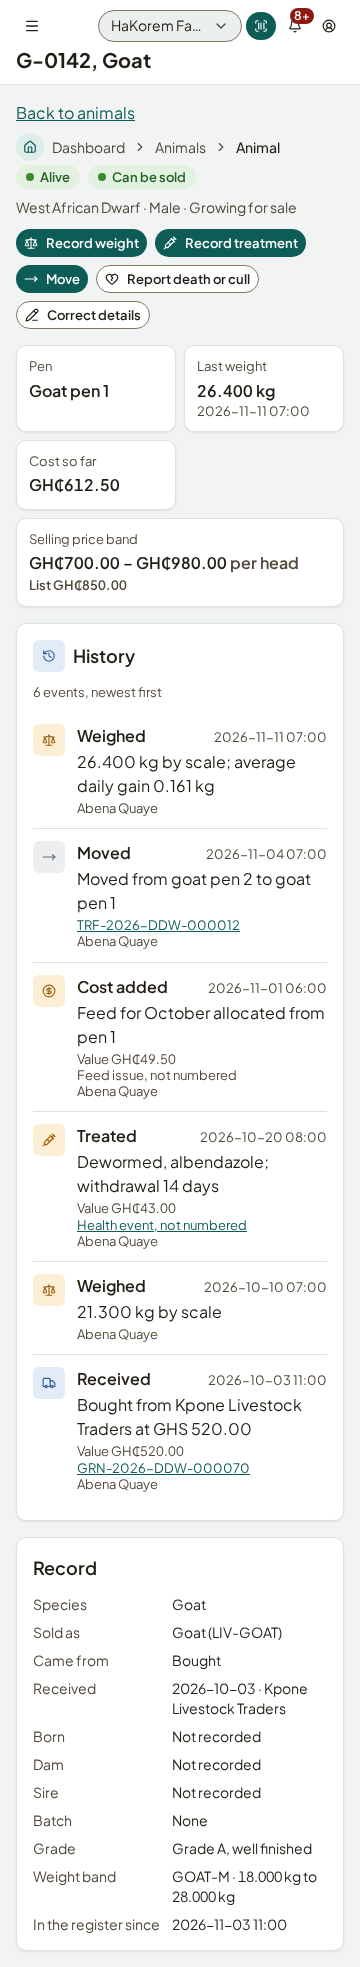 HaKorem Fa...
8+
G-0142, Goat
Back to animals
Dashboard > Animals > Animal
Alive Can be sold
West African Dwarf · Male · Growing for sale
Record weight Record treatment
Move Report death or cull
Correct details
Pen
Goat pen 1
Last weight
26.400 kg
2026-11-11 07:00
Cost so far
GH₵612.50
Selling price band
GH₵700.00 – GH₵980.00 per head
List GH₵850.00
History
6 events, newest first
Weighed 2026-11-11 07:00
26.400 kg by scale; average
daily gain 0.161 kg
Abena Quaye
Moved 2026-11-04 07:00
Moved from goat pen 2 to goat
pen 1
TRF-2026-DDW-000012
Abena Quaye
Cost added 2026-11-01 06:00
Feed for October allocated from
pen 1
Value GH₵49.50
Feed issue, not numbered
Abena Quaye
Treated 2026-10-20 08:00
Dewormed, albendazole;
withdrawal 14 days
Value GH₵43.00
Health event, not numbered
Abena Quaye
Weighed 2026-10-10 07:00
21.300 kg by scale
Abena Quaye
Received 2026-10-03 11:00
Bought from Kpone Livestock
Traders at GHS 520.00
Value GH₵520.00
GRN-2026-DDW-000070
Abena Quaye
Record
Species Goat
Sold as Goat (LIV-GOAT)
Came from Bought
Received 2026-10-03 · Kpone
Livestock Traders
Born Not recorded
Dam Not recorded
Sire Not recorded
Batch None
Grade Grade A, well finished
Weight band GOAT-M · 18.000 kg to
28.000 kg
In the register since 2026-11-03 11:00